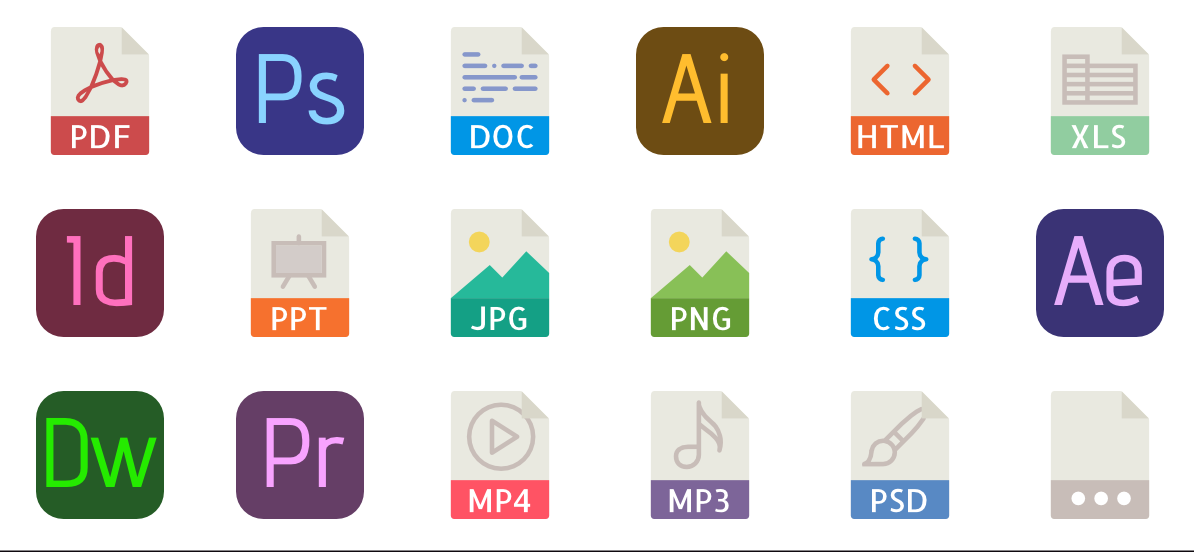 PDF
Ps
DOC
Ai
HTML
XLS
Id
PPT
JPG
PNG
CSS
Ae
Dw
Pr
MP4
MP3
PSD